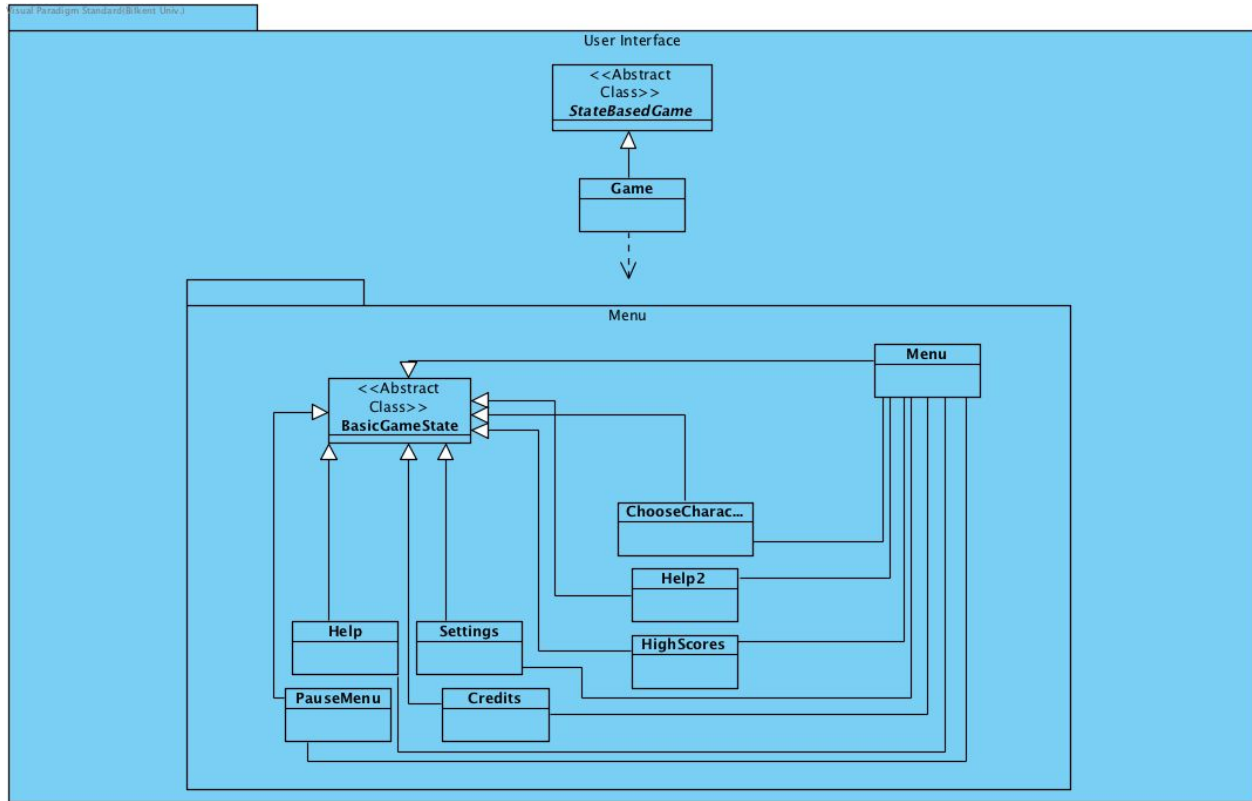 Visual Paradigm Standard(Bilkent Univ.)
User Interface
<<Abstract
Class>>
StateBasedGame
Game
Menu
Menu
<<Abstract
Class>>
BasicGameState
ChooseCharac...
Help2
Help
Settings
HighScores
PauseMenu
Credits